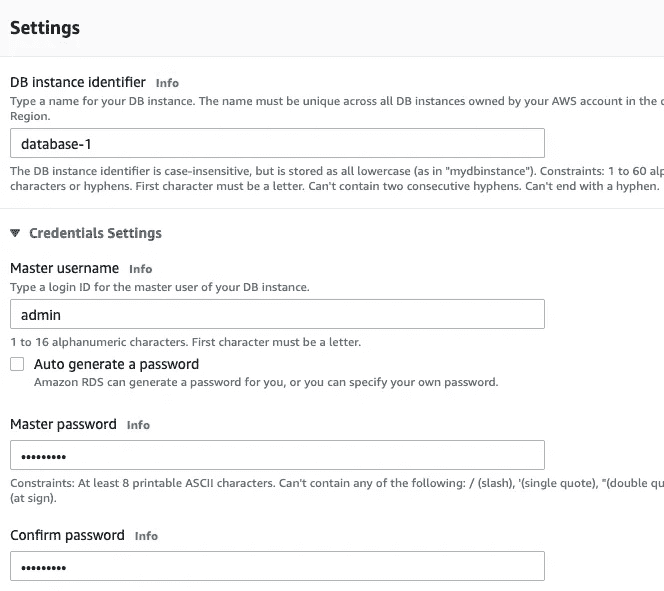 Settings
DB instance identifier Info
Type a name for your DB instance. The name must be unique across all DB instances owned by your AWS account in the
Region.
database-1
The DB instance identifier is case-insensitive, but is stored as all lowercase (as in "mydbinstance"). Constraints: 1 to 60
characters or hyphens. First character must be a letter. Can't contain two consecutive hyphens. Can't end with a hyphen.
Credentials Settings
Master username Info
Type a login ID for the master user of your DB instance.
admin
1 to 16 alphanumeric characters. First character must be a letter.
Auto generate a password
Amazon RDS can generate a password for you, or you can specify your own password.
Master password Info
•••••••••
Constraints: At least 8 printable ASCII characters. Can't contain any of the following: / (slash), '(single quote), "(double
(at sign).
Confirm password Info
•••••••••